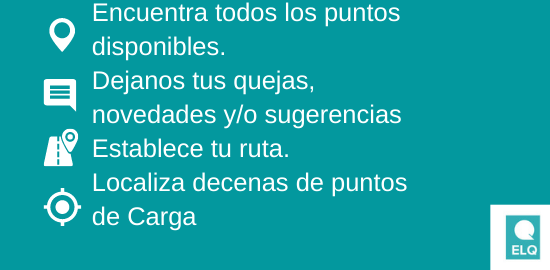 Encuentra todos los puntos
disponibles.
Dejanos tus quejas,
novedades y/o sugerencias
Establece tu ruta.
Localiza decenas de puntos
de Carga
ELQ